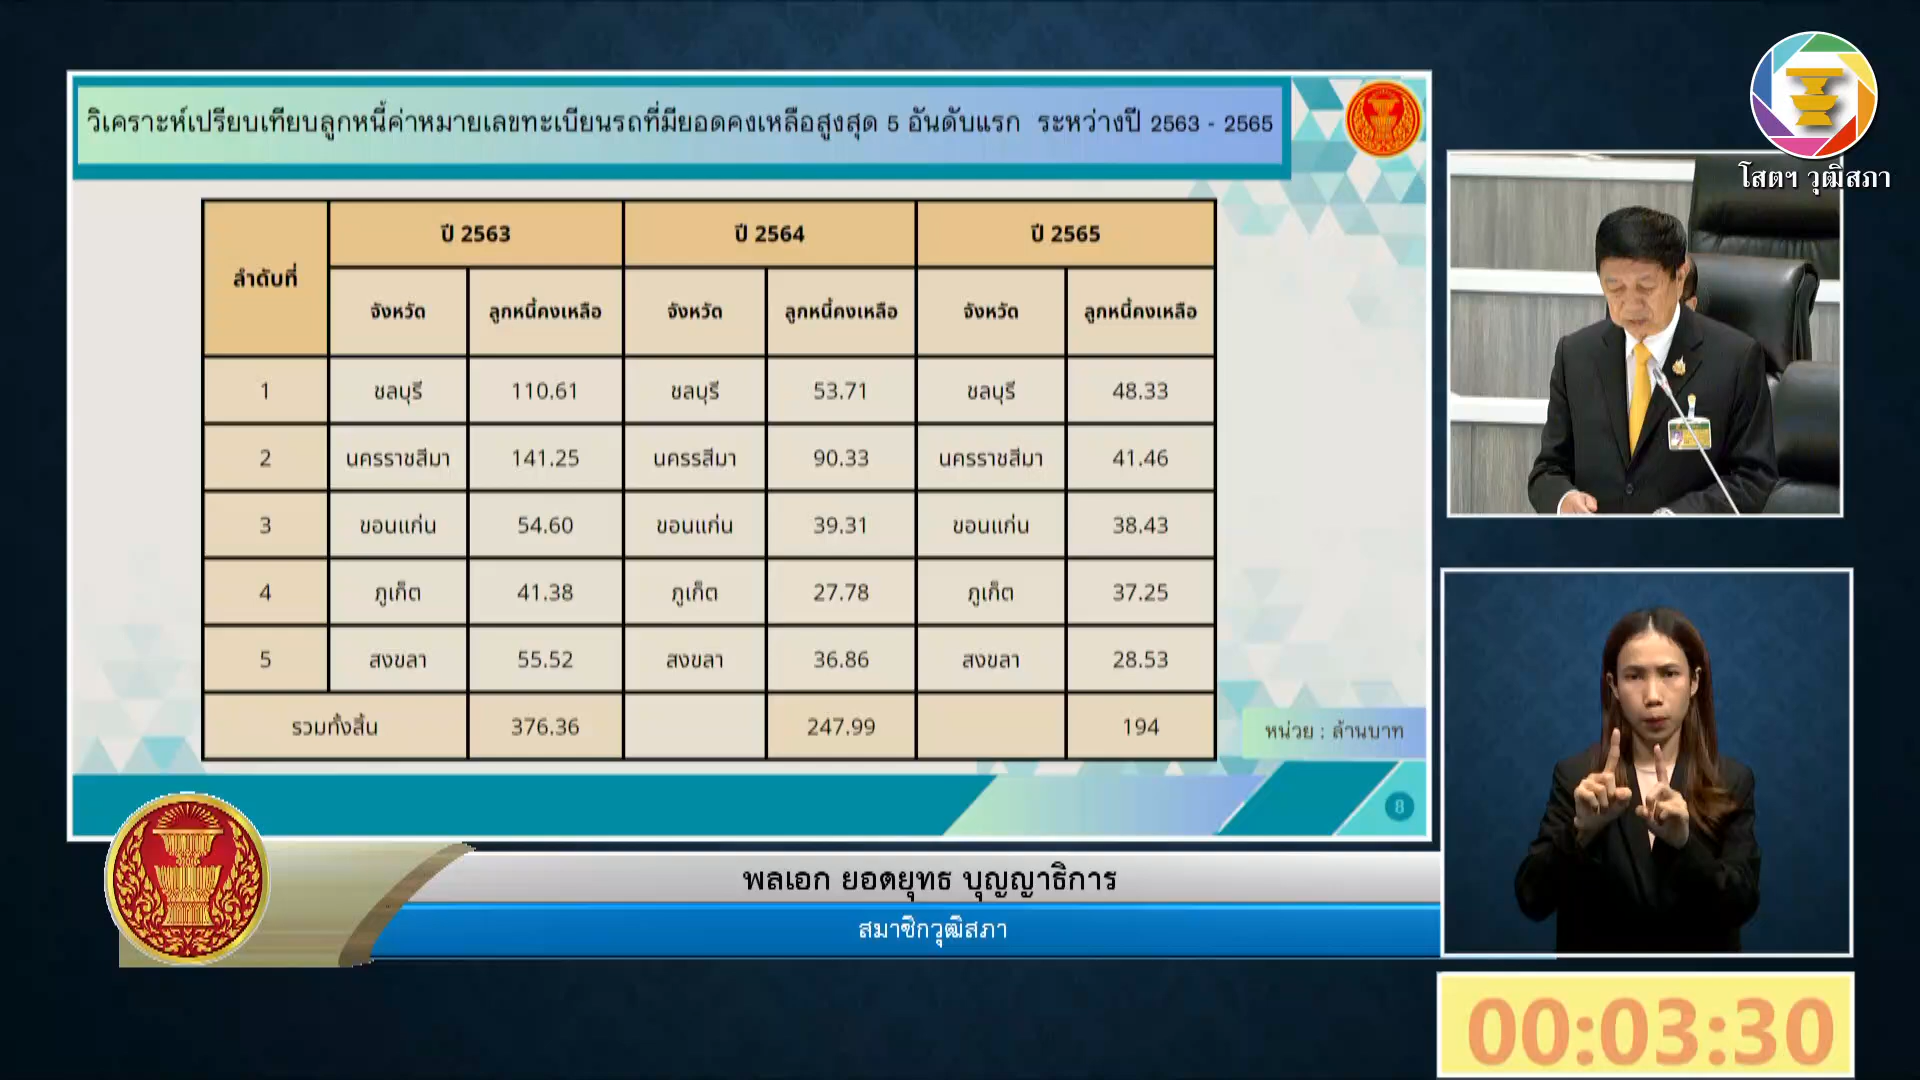 วิเคราะห์เปรียบเทียบลูกหนี้ค่าหมายเลขทะเบียนรถที่มียอดคงเหลือสูงสุด 5 อันดับแรก ระหว่างปี 2563 - 2565
โสตฯ วุฒิสภา
ลำดับที่ ปี 2563 ปี 2564 ปี 2565
จังหวัด ลูกหนี้คงเหลือ จังหวัด ลูกหนี้คงเหลือ จังหวัด ลูกหนี้คงเหลือ
1 ชลบุรี 110.61 ชลบุรี 53.71 ชลบุรี 48.33
2 นครราชสีมา 141.25 นครรสีมา 90.33 นครราชสีมา 41.46
3 ขอนแก่น 54.60 ขอนแก่น 39.31 ขอนแก่น 38.43
4 ภูเก็ต 41.38 ภูเก็ต 27.78 ภูเก็ต 37.25
5 สงขลา 55.52 สงขลา 36.86 สงขลา 28.53
รวมทั้งสิ้น 376.36 247.99 194
หน่วย : ล้านบาท
8
พลเอก ยอดยุทธ บุญญาธิการ
สมาชิกวุฒิสภา
00:03:30